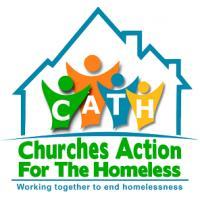 CATH
Churches Action
For The Homeless
Working together to end homelessness